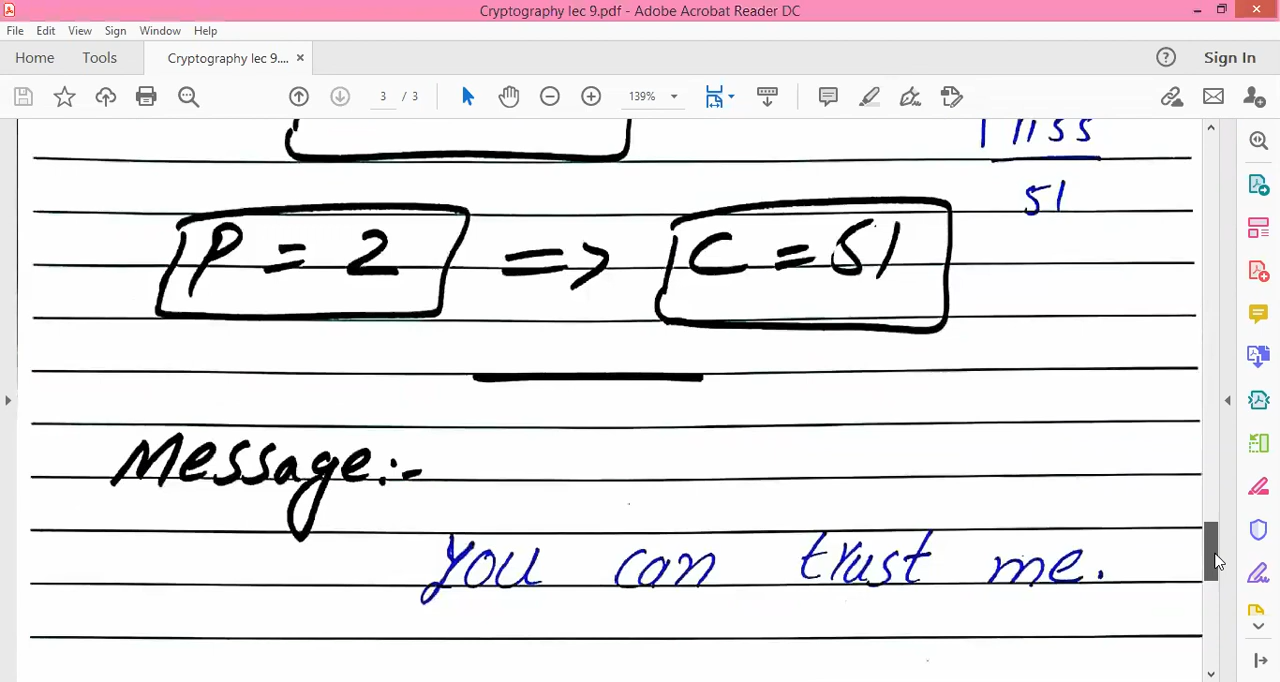 Cryptography lec 9.pdf - Adobe Acrobat Reader DC
File Edit View Sign Window Help
Home Tools Cryptography lec 9.... × Sign In
3 / 3 139%
51
P = 2 => C = 51
Message:-
You can trust me.